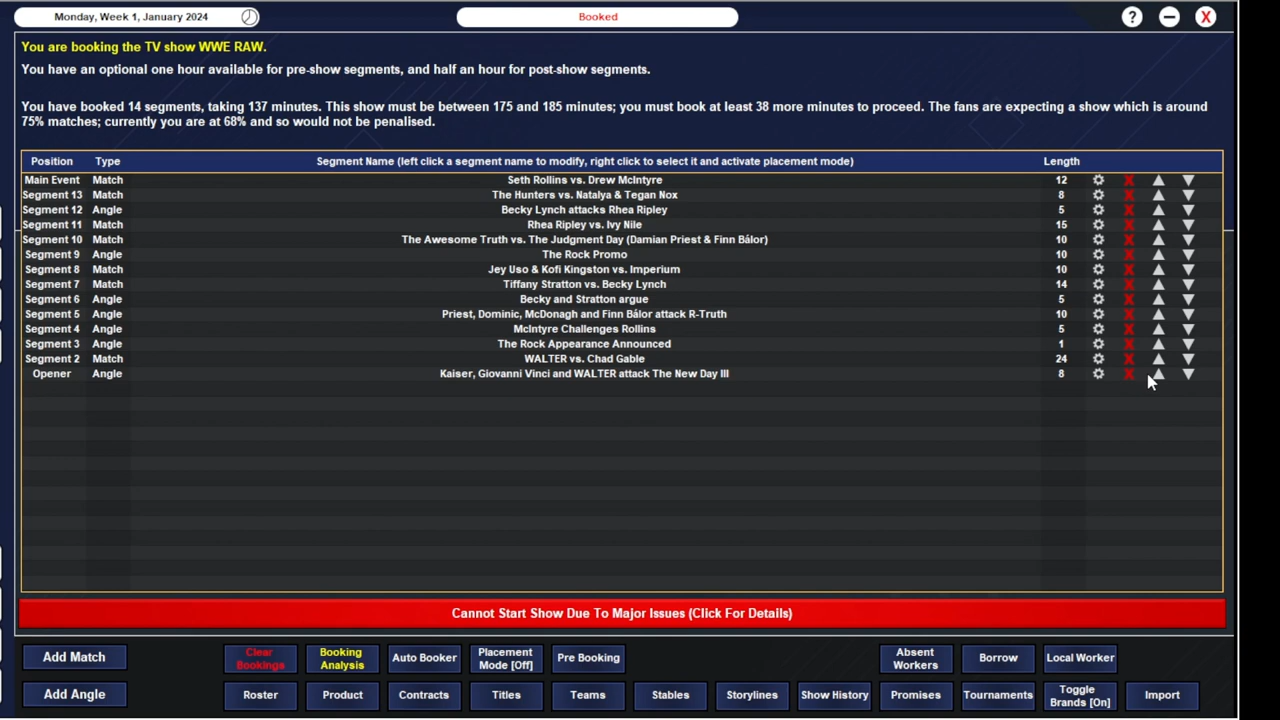 Monday, Week 1, January 2024
Booked
?
X
You are booking the TV show WWE RAW.
You have an optional one hour available for pre-show segments, and half an hour for post-show segments.
You have booked 14 segments, taking 137 minutes. This show must be between 175 and 185 minutes; you must book at least 38 more minutes to proceed. The fans are expecting a show which is around
75% matches; currently you are at 68% and so would not be penalised.
Position Type Segment Name (left click a segment name to modify, right click to select it and activate placement mode) Length
Main Event Match Seth Rollins vs. Drew McIntyre 12 X
Segment 13 Match The Hunters vs. Natalya & Tegan Nox 8 X
Segment 12 Angle Becky Lynch attacks Rhea Ripley 5 X
Segment 11 Match Rhea Ripley vs. Ivy Nile 15 X
Segment 10 Match The Awesome Truth vs. The Judgment Day (Damian Priest & Finn Bálor) 10 X
Segment 9 Angle The Rock Promo 10 X
Segment 8 Match Jey Uso & Kofi Kingston vs. Imperium 10 X
Segment 7 Match Tiffany Stratton vs. Becky Lynch 14 X
Segment 6 Angle Becky and Stratton argue 5 X
Segment 5 Angle Priest, Dominic, McDonagh and Finn Bálor attack R-Truth 10 X
Segment 4 Angle McIntyre Challenges Rollins 5 X
Segment 3 Angle The Rock Appearance Announced 1 X
Segment 2 Match WALTER vs. Chad Gable 24 X
Opener Angle Kaiser, Giovanni Vinci and WALTER attack The New Day III 8 X
Cannot Start Show Due To Major Issues (Click For Details)
Add Match
Clear
Bookings
Booking
Analysis
Auto Booker
Placement
Mode [Off]
Pre Booking
Absent
Workers
Borrow
Local Worker
Add Angle
Roster
Product
Contracts
Titles
Teams
Stables
Storylines
Show History
Promises
Tournaments
Toggle
Brands [On]
Import